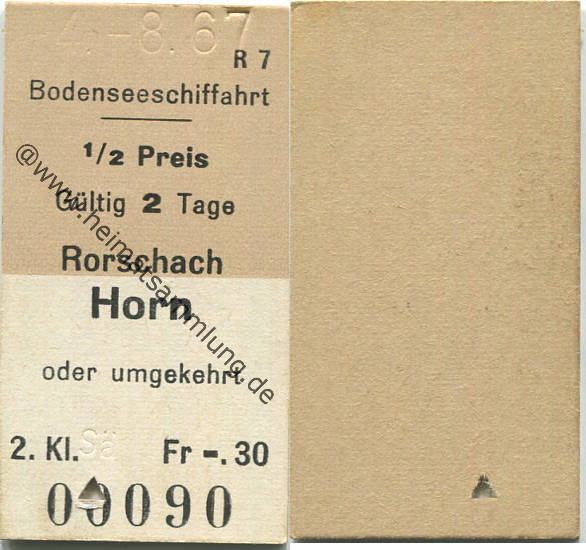 4.-8.67
R 7
Bodenseeschiffahrt
1/2 Preis
Gültig 2 Tage
Rorschach
Horn
oder umgekehrt
2. Kl. Sä Fr -.30
00090
@www.heimatsammlung.de